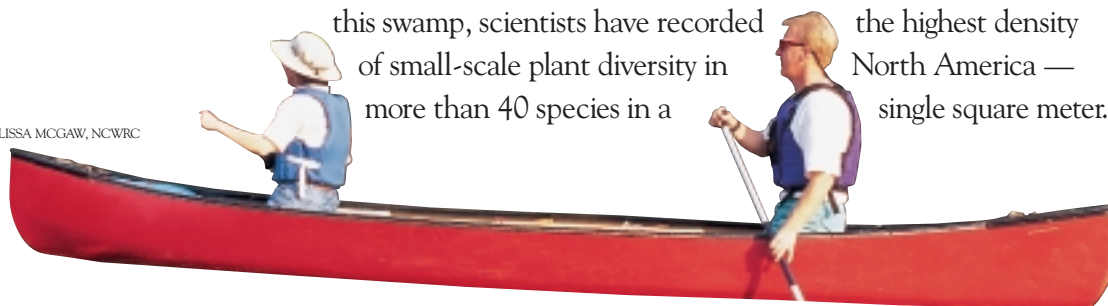 this swamp, scientists have recorded the highest density
of small-scale plant diversity in North America —
more than 40 species in a single square meter.
LISSA MCGAW, NCWRC